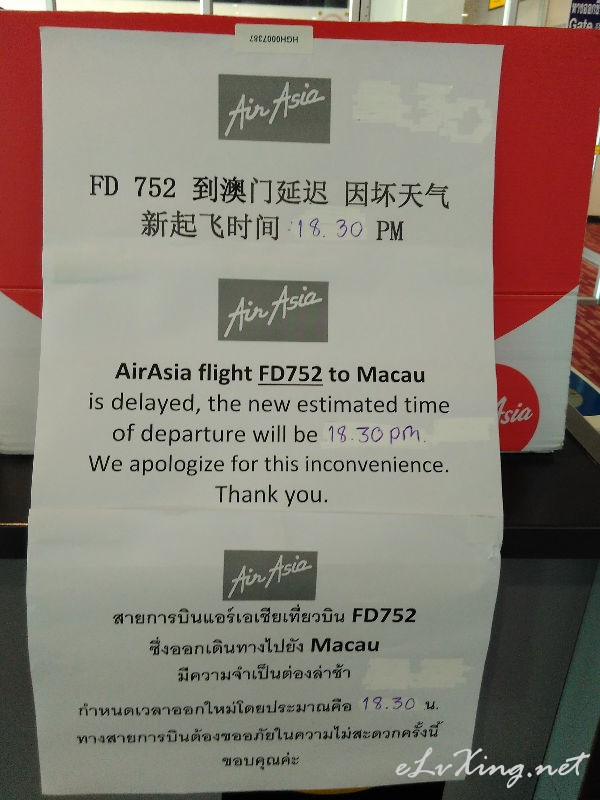 HGH0007387
Gate
Air Asia
FD 752 到澳门延迟 因坏天气
新起飞时间 : 18.30 PM
Air Asia
AirAsia flight FD752 to Macau
is delayed, the new estimated time
of departure will be 18.30 pm.
We apologize for this inconvenience.
Thank you.
Asia
Air Asia
สายการบินแอร์เอเชียเที่ยวบิน FD752
ซึ่งออกเดินทางไปยัง Macau
มีความจำเป็นต่องล่าช้า
กำหนดเวลาออกใหม่โดยประมาณคือ 18.30 น.
ทางสายการบินต้องขออภัยในความไม่สะดวกครั้งนี้
ขอบคุณค่ะ
eLvXing.net